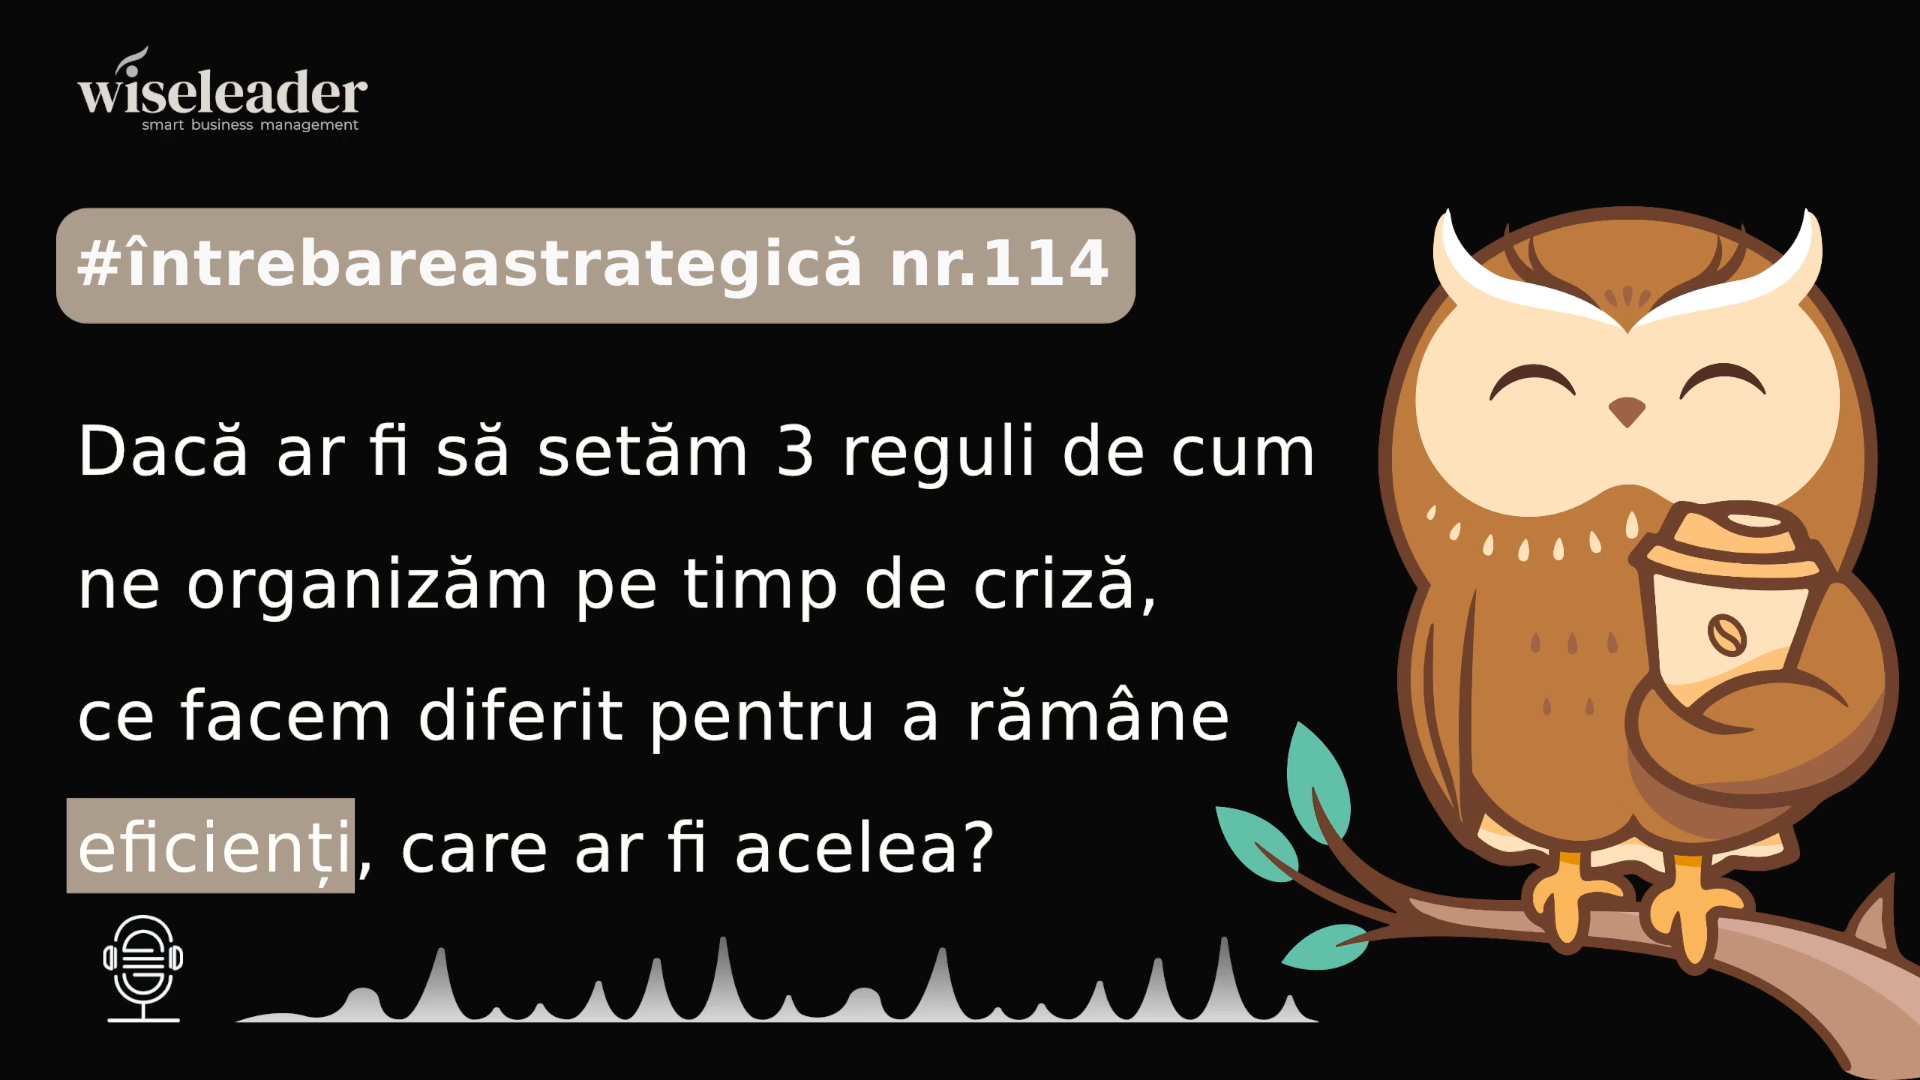 wiseleader
smart business management
#întrebareastrategică nr.114
Dacă ar fi să setăm 3 reguli de cum
ne organizăm pe timp de criză,
ce facem diferit pentru a rămâne
eficienți, care ar fi acelea?